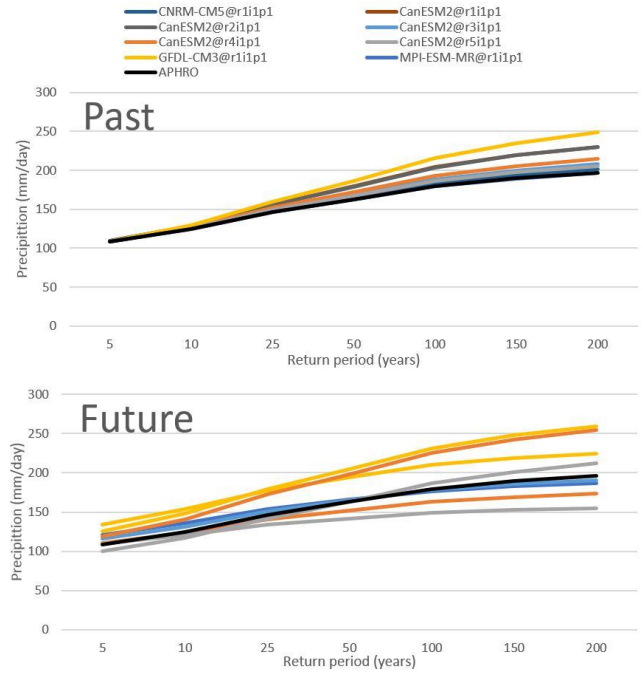 CNRM-CM5@r1i1p1 CanESM2@r1i1p1
CanESM2@r2i1p1 CanESM2@r3i1p1
CanESM2@r4i1p1 CanESM2@r5i1p1
GFDL-CM3@r1i1p1 MPI-ESM-MR@r1i1p1
APHRO
Past
Precipittion (mm/day)
300
250
200
150
100
50
0
5 10 25 50 100 150 200
Return period (years)
Future
Precipittion (mm/day)
300
250
200
150
100
50
0
5 10 25 50 100 150 200
Return period (years)